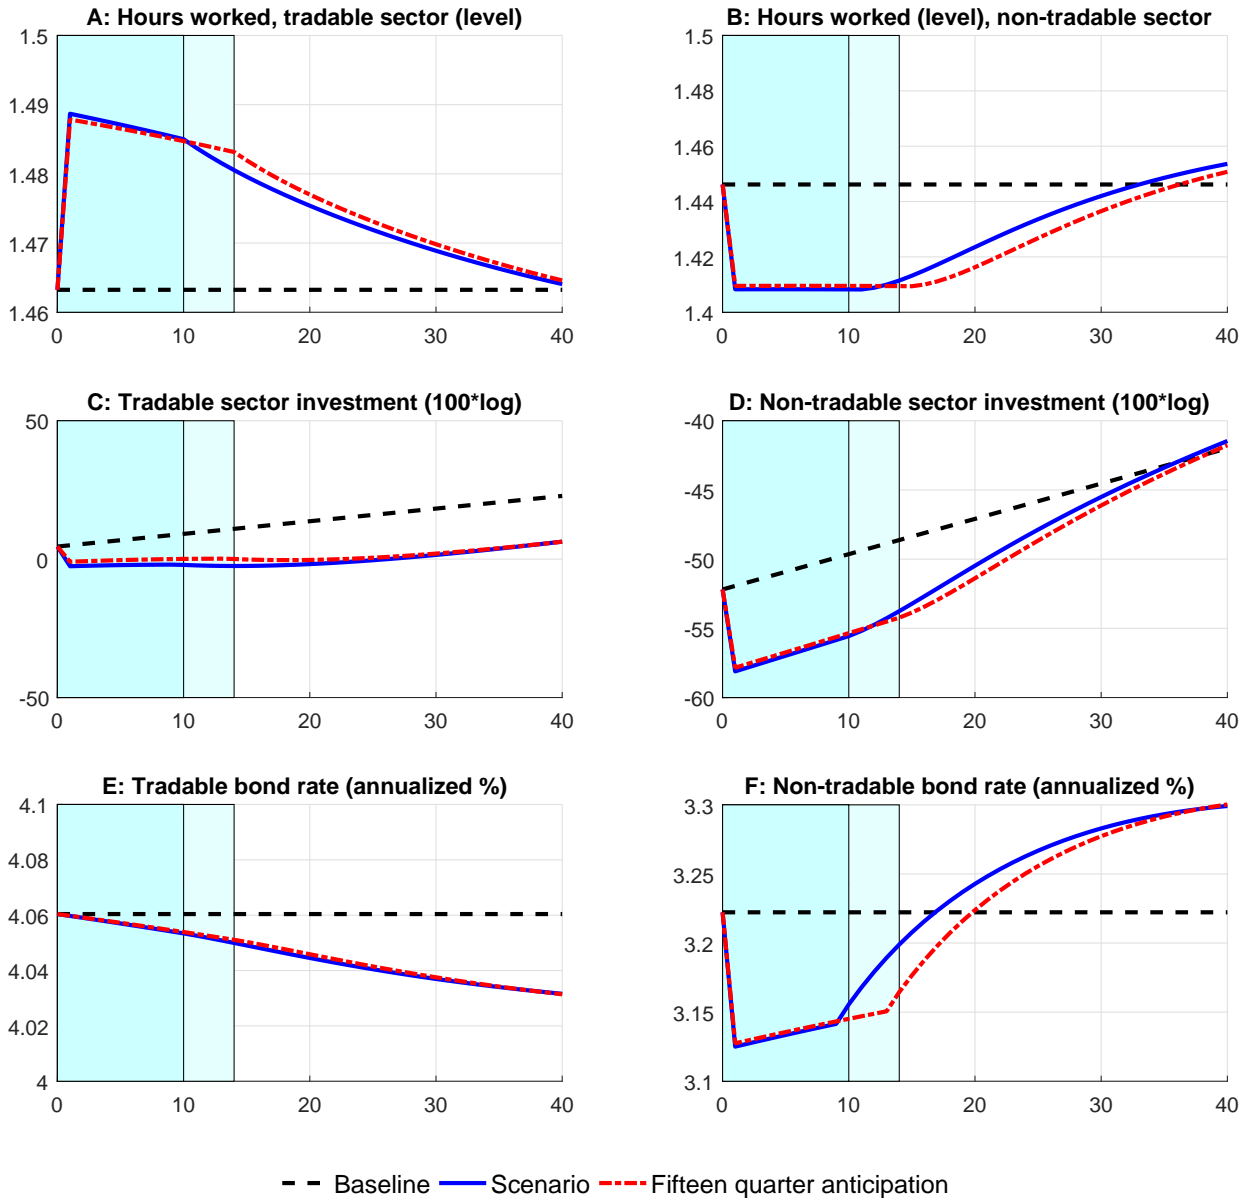 A: Hours worked, tradable sector (level)
1.5
1.49
1.48
1.47
1.46
0 10 20 30 40
B: Hours worked (level), non-tradable sector
1.5
1.48
1.46
1.44
1.42
1.4
0 10 20 30 40
C: Tradable sector investment (100*log)
50
0
-50
0 10 20 30 40
D: Non-tradable sector investment (100*log)
-40
-45
-50
-55
-60
0 10 20 30 40
E: Tradable bond rate (annualized %)
4.1
4.08
4.06
4.04
4.02
4
0 10 20 30 40
F: Non-tradable bond rate (annualized %)
3.3
3.25
3.2
3.15
3.1
0 10 20 30 40
Baseline Scenario Fifteen quarter anticipation